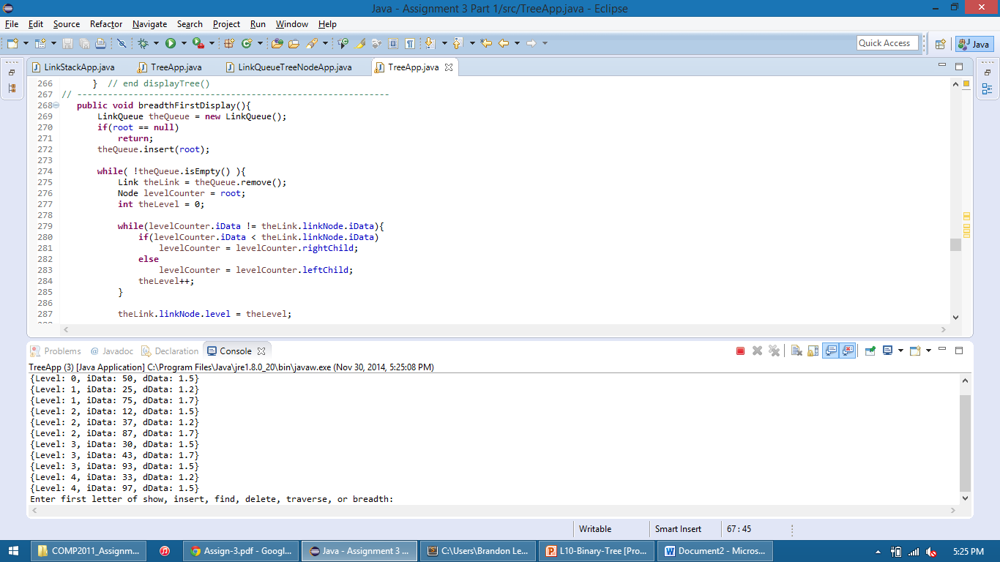 Java - Assignment 3 Part 1/src/TreeApp.java - Eclipse
File Edit Source Refactor Navigate Search Project Run Window Help
Quick Access Java
LinkStackApp.java TreeApp.java LinkQueueTreeNodeApp.java TreeApp.java
266 } // end displayTree()
267 // -------------------------------------------------------------
268 public void breadthFirstDisplay(){
269 LinkQueue theQueue = new LinkQueue();
270 if(root == null)
271 return;
272 theQueue.insert(root);
273
274 while( !theQueue.isEmpty() ){
275 Link theLink = theQueue.remove();
276 Node levelCounter = root;
277 int theLevel = 0;
278
279 while(levelCounter.iData != theLink.linkNode.iData){
280 if(levelCounter.iData < theLink.linkNode.iData)
281 levelCounter = levelCounter.rightChild;
282 else
283 levelCounter = levelCounter.leftChild;
284 theLevel++;
285 }
286
287 theLink.linkNode.level = theLevel;
Problems @ Javadoc Declaration Console
TreeApp (3) [Java Application] C:\Program Files\Java\jre1.8.0_20\bin\javaw.exe (Nov 30, 2014, 5:25:08 PM)
{Level: 0, iData: 50, dData: 1.5}
{Level: 1, iData: 25, dData: 1.2}
{Level: 1, iData: 75, dData: 1.7}
{Level: 2, iData: 12, dData: 1.5}
{Level: 2, iData: 37, dData: 1.2}
{Level: 2, iData: 87, dData: 1.7}
{Level: 3, iData: 30, dData: 1.5}
{Level: 3, iData: 43, dData: 1.7}
{Level: 3, iData: 93, dData: 1.5}
{Level: 4, iData: 33, dData: 1.2}
{Level: 4, iData: 97, dData: 1.5}
Enter first letter of show, insert, find, delete, traverse, or breadth:
Writable Smart Insert 67 : 45
COMP2011_Assignm... Assign-3.pdf - Googl... Java - Assignment 3 ... C:\Users\Brandon Le... L10-Binary-Tree [Pro... Document2 - Micros... 5:25 PM